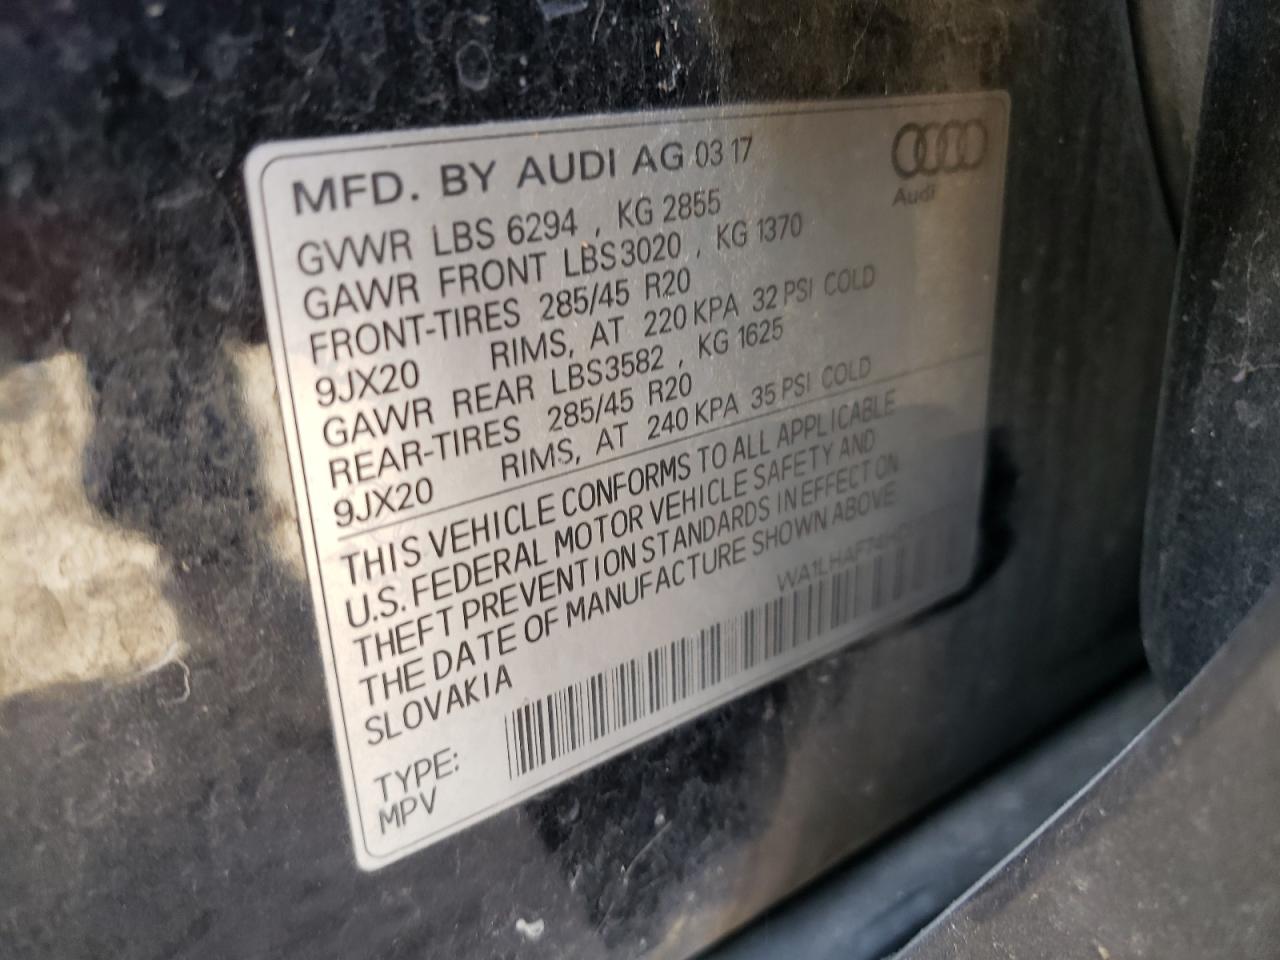 MFD. BY AUDI AG 03 17
Audi
GVWR LBS 6294 , KG 2855
GAWR FRONT LBS3020 , KG 1370
FRONT-TIRES 285/45 R20
9JX20 RIMS, AT 220 KPA 32 PSI COLD
GAWR REAR LBS3582 , KG 1625
REAR-TIRES 285/45 R20
9JX20 RIMS, AT 240 KPA 35 PSI COLD
THIS VEHICLE CONFORMS TO ALL APPLICABLE
U.S. FEDERAL MOTOR VEHICLE SAFETY AND
THEFT PREVENTION STANDARDS IN EFFECT ON
THE DATE OF MANUFACTURE SHOWN ABOVE
SLOVAKIA
TYPE:
MPV